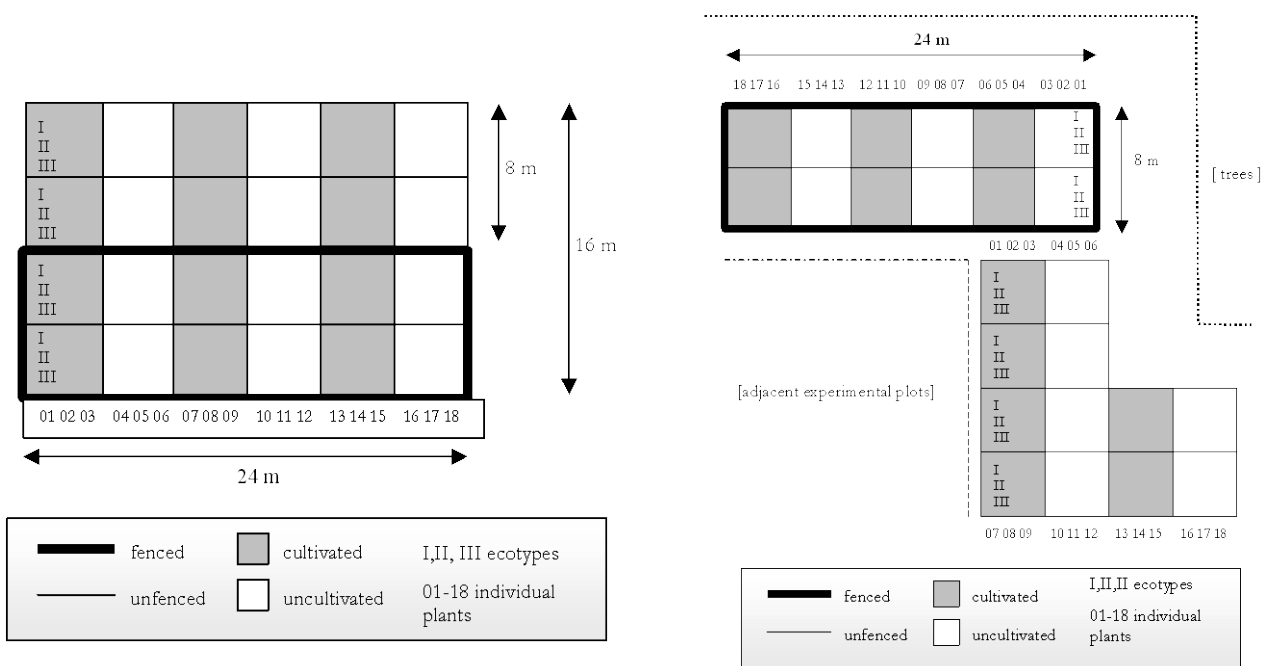 I
II
III
I
II
III
I
II
III
I
II
III
8 m
16 m
01 02 03 04 05 06 07 08 09 10 11 12 13 14 15 16 17 18
24 m
fenced
cultivated
I,II, III ecotypes
unfenced
uncultivated
01-18 individual
plants
24 m
18 17 16 15 14 13 12 11 10 09 08 07 06 05 04 03 02 01
I
II
III
I
II
III
8 m
[ trees ]
01 02 03 04 05 06
I
II
III
I
II
III
[adjacent experimental plots]
I
II
III
I
II
III
07 08 09 10 11 12 13 14 15 16 17 18
fenced
cultivated
I,II,II ecotypes
unfenced
uncultivated
01-18 individual
plants